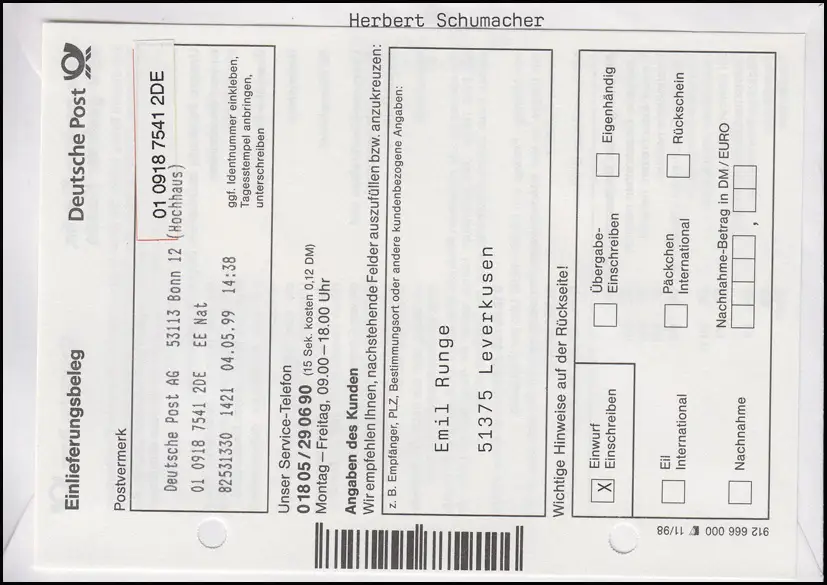 Herbert Schumacher
Einlieferungsbeleg
Deutsche Post
Postvermerk
01 0918 7541 2DE
Deutsche Post AG 53113 Bonn 12 (Hochhaus)
01 0918 7541 2DE EE Nat
82531330 1421 04.05.99 14:38
ggf. Identnummer einkleben,
Tagesstempel anbringen,
unterschreiben
Unser Service-Telefon
0 18 05 / 29 06 90 (15 Sek. kosten 0,12 DM)
Montag – Freitag, 09.00 – 18.00 Uhr
Angaben des Kunden
Wir empfehlen Ihnen, nachstehende Felder auszufüllen bzw. anzukreuzen:
z. B. Empfänger, PLZ, Bestimmungsort oder andere kundenbezogene Angaben:
Emil Runge
51375 Leverkusen
Wichtige Hinweise auf der Rückseite!
X Einwurf
Einschreiben
Übergabe-
Einschreiben
Eigenhändig
Eil
International
Päckchen
International
Rückschein
Nachnahme
Nachnahme-Betrag in DM / EURO
,
912 666 000 11/98